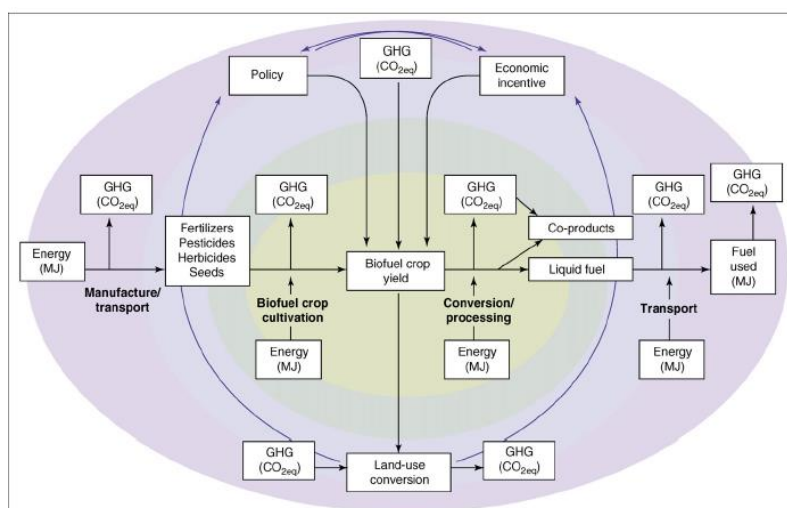 GHG
(CO2eq)
Policy
Economic
incentive
GHG
(CO2eq)
GHG
(CO2eq)
GHG
(CO2eq)
GHG
(CO2eq)
GHG
(CO2eq)
Energy
(MJ)
Fertilizers
Pesticides
Herbicides
Seeds
Biofuel crop
yield
Co-products
Liquid fuel
Fuel
used
(MJ)
Manufacture/
transport
Biofuel crop
cultivation
Conversion/
processing
Transport
Energy
(MJ)
Energy
(MJ)
Energy
(MJ)
GHG
(CO2eq)
Land-use
conversion
GHG
(CO2eq)